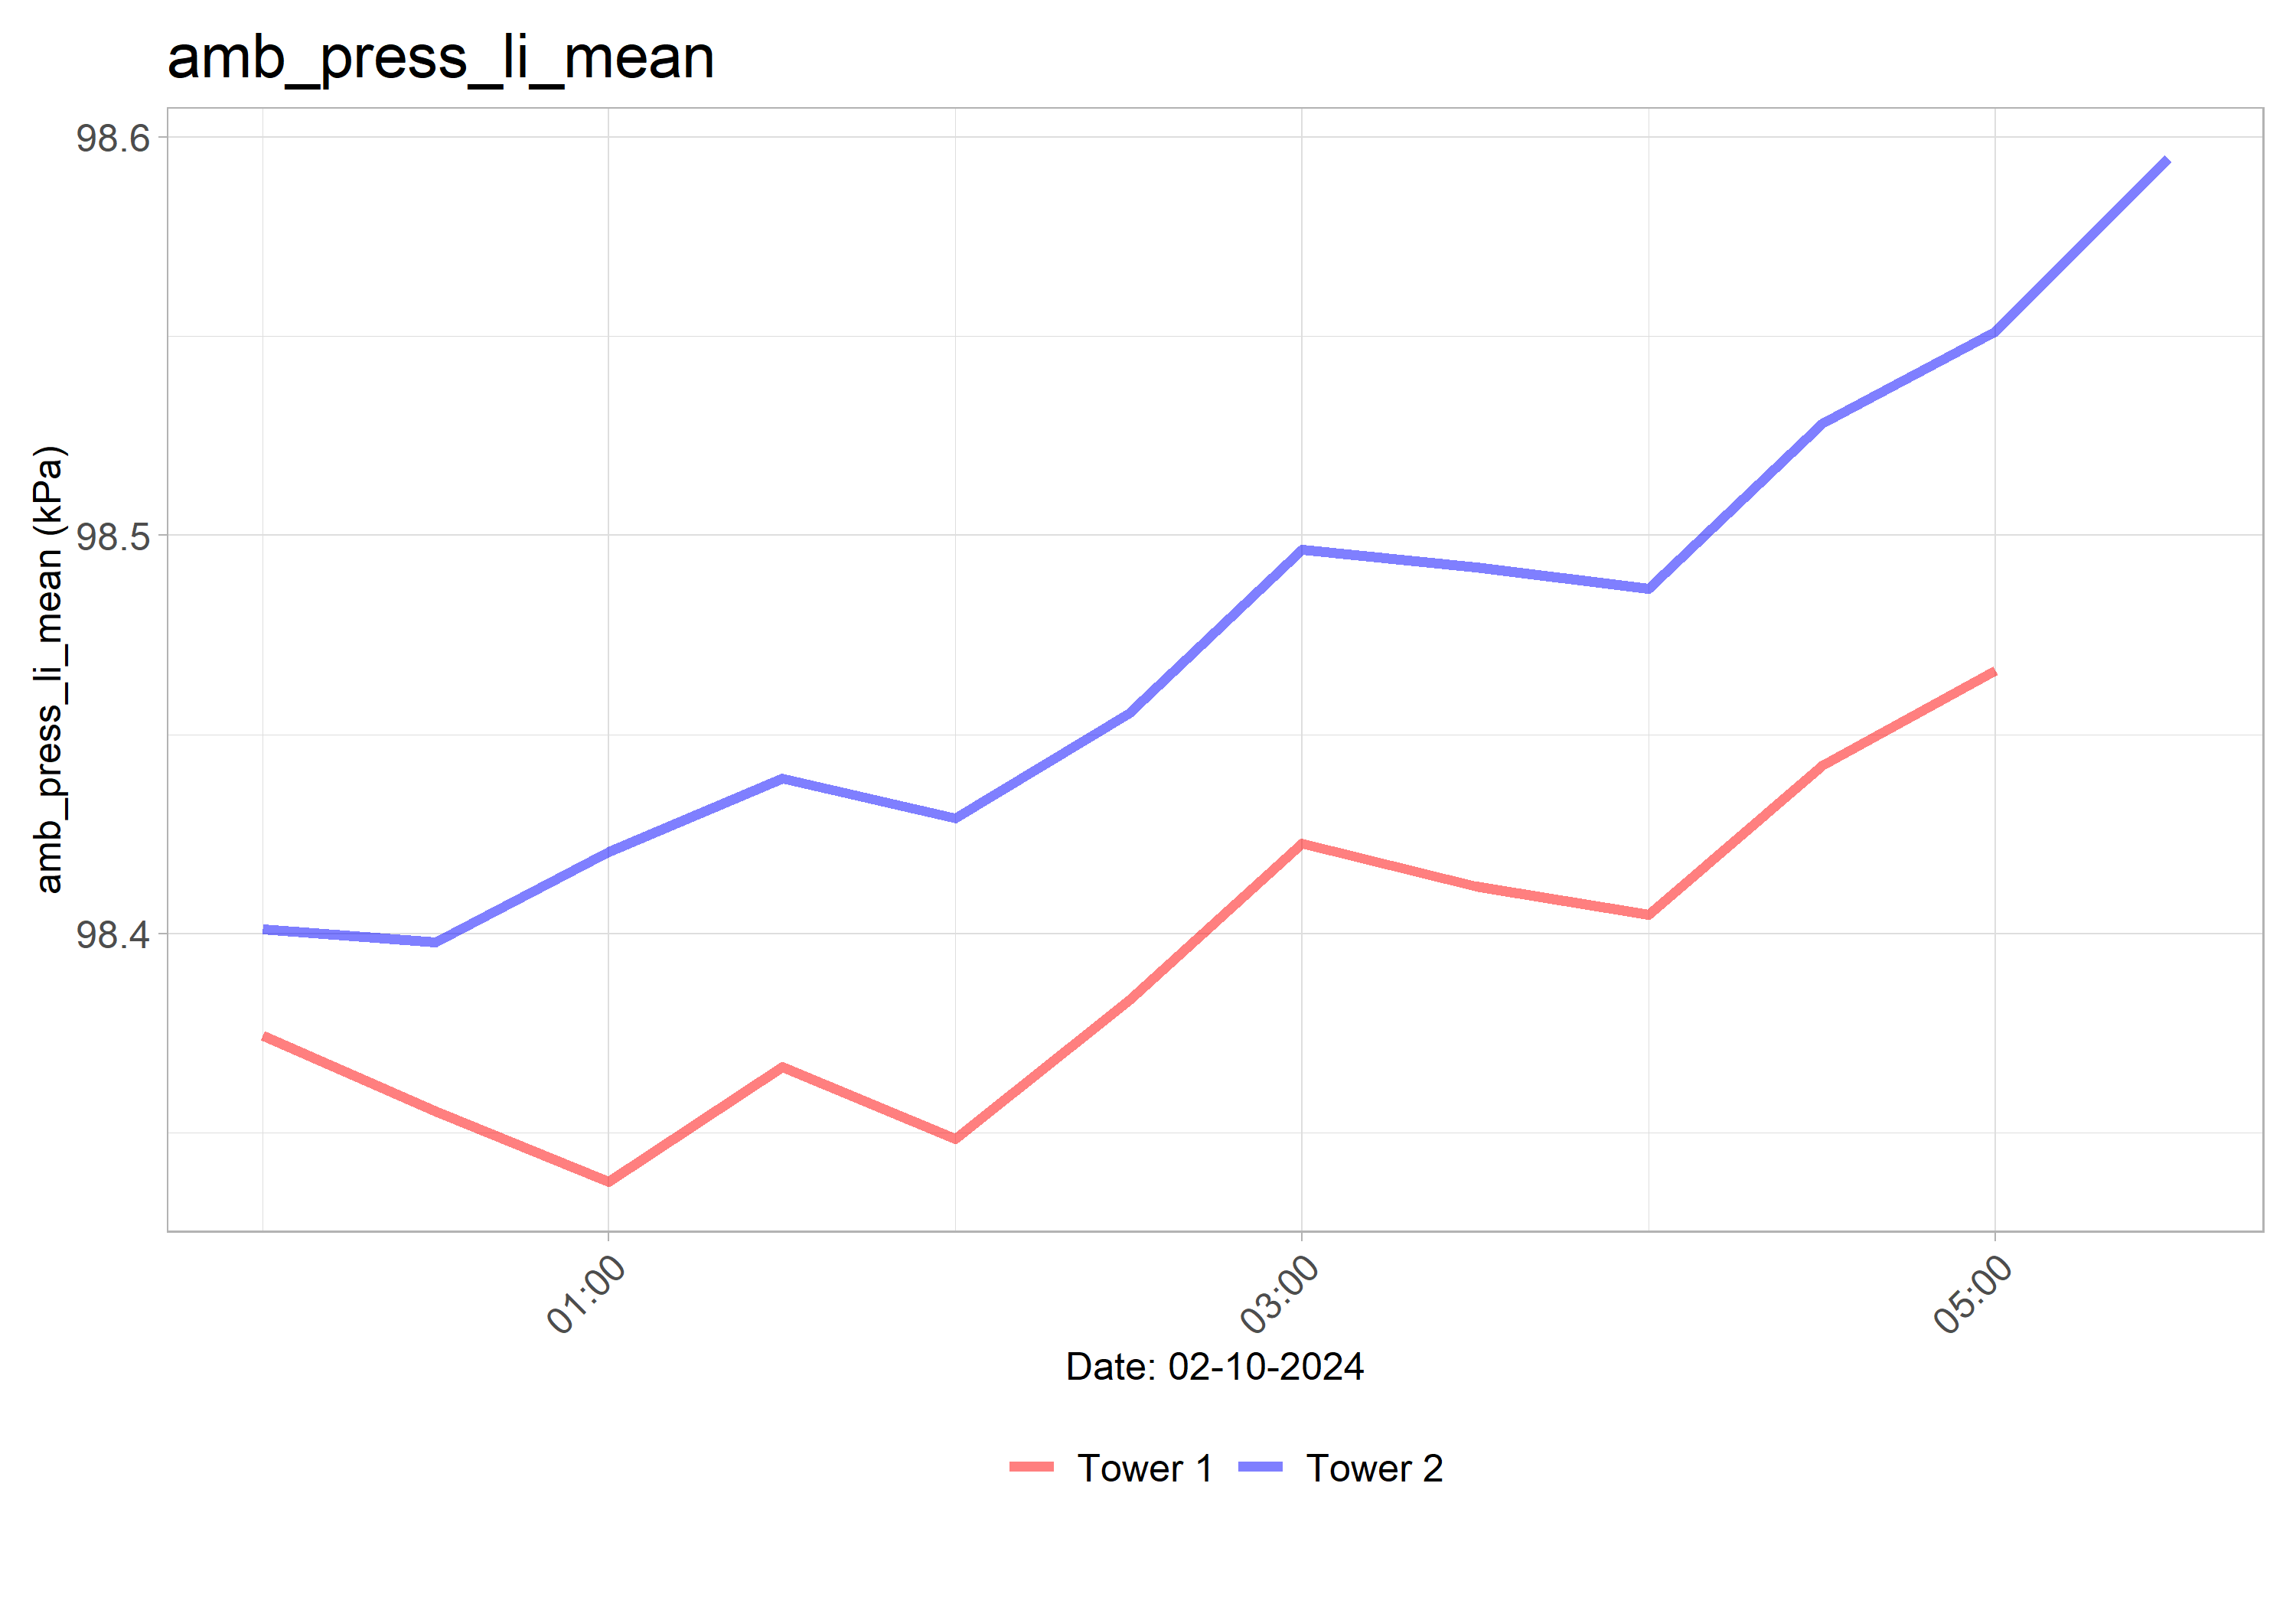 amb_press_li_mean
98.6
98.5
98.4
amb_press_li_mean (kPa)
01:00
03:00
05:00
Date: 02-10-2024
Tower 1
Tower 2